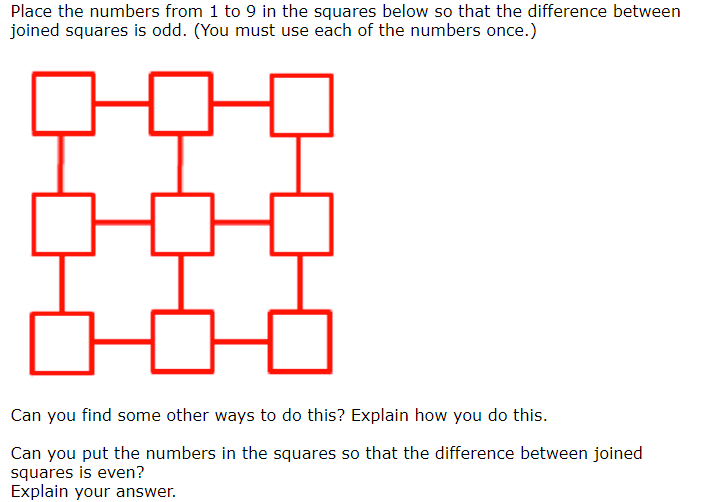 Place the numbers from 1 to 9 in the squares below so that the difference between
joined squares is odd. (You must use each of the numbers once.)
Can you find some other ways to do this? Explain how you do this.
Can you put the numbers in the squares so that the difference between joined
squares is even?
Explain your answer.